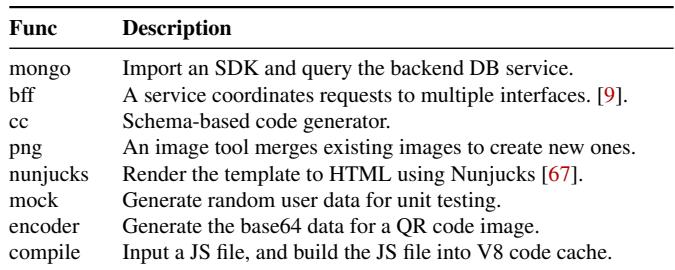 Func Description
mongo Import an SDK and query the backend DB service.
bff A service coordinates requests to multiple interfaces. [9].
cc Schema-based code generator.
png An image tool merges existing images to create new ones.
nunjucks Render the template to HTML using Nunjucks [67].
mock Generate random user data for unit testing.
encoder Generate the base64 data for a QR code image.
compile Input a JS file, and build the JS file into V8 code cache.